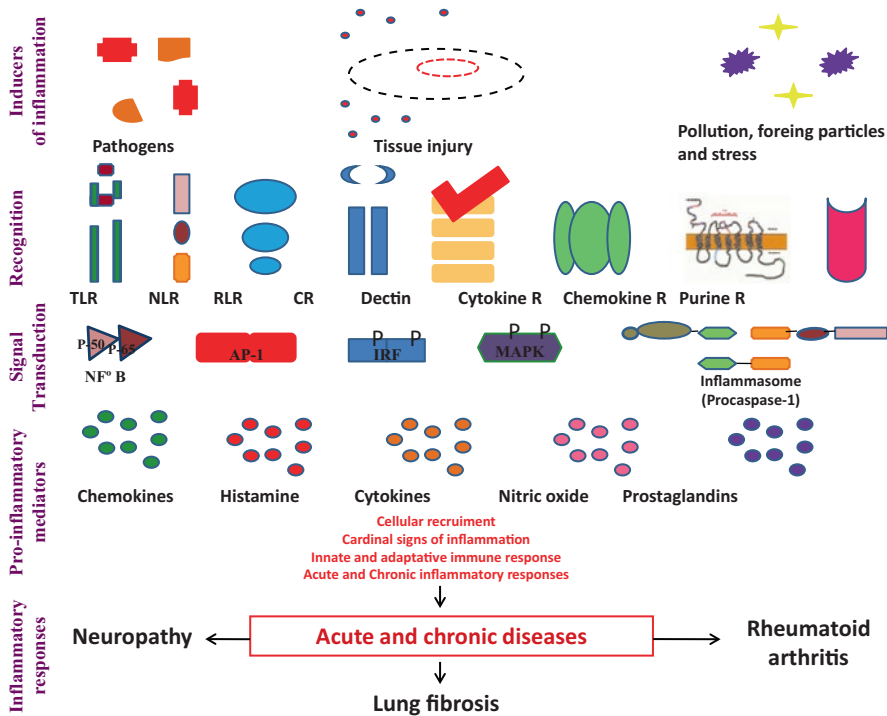 Inducers
of inflammation
Pathogens
Tissue injury
Pollution, foreing particles
and stress
Recognition
TLR
NLR
RLR
CR
Dectin
Cytokine R
Chemokine R
Purine R
Signal
Transduction
P-50
P-65
NFº B
AP-1
P
P
IRF
P
P
MAPK
Inflammasome
(Procaspase-1)
Pro-inflammatory
mediators
Chemokines
Histamine
Cytokines
Nitric oxide
Prostaglandins
Cellular recruiment
Cardinal signs of inflammation
Innate and adaptative immune response
Acute and Chronic inflammatory responses
Inflammatory
responses
Neuropathy
Acute and chronic diseases
Rheumatoid
arthritis
Lung fibrosis